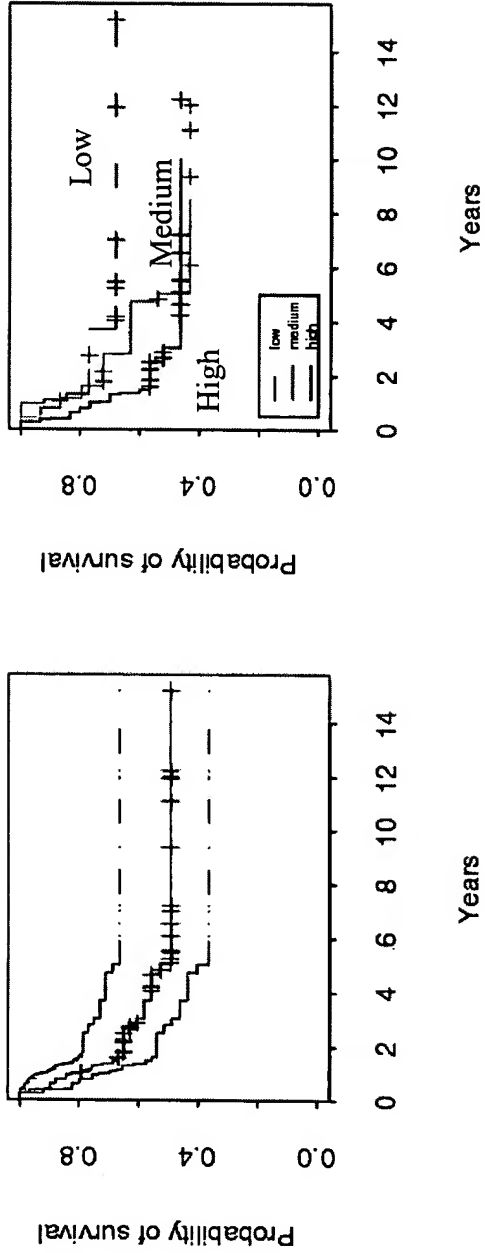 Probability of survival
0.8
0.4
0.0
0 2 4 6 8 10 12 14
Years
Probability of survival
0.8
0.4
0.0
Low
Medium
High
low
medium
high
0 2 4 6 8 10 12 14
Years